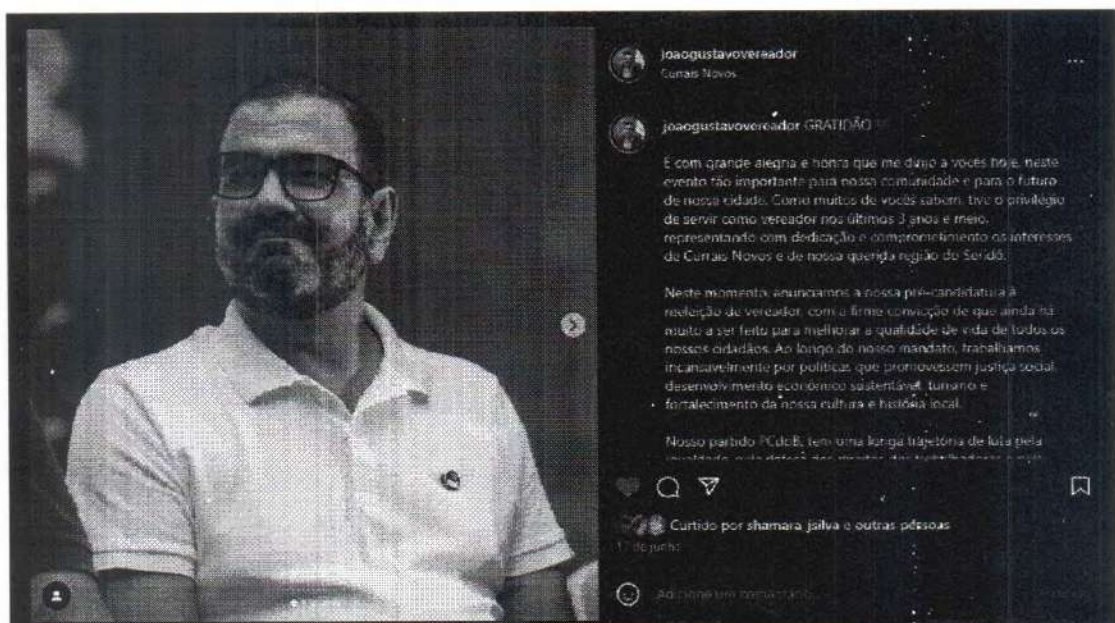 joaogustavovereador
Currais Novos
joaogustavovereador GRATIDÃO
É com grande alegria e honra que me dirijo a vocês hoje, neste
evento tão importante para nossa comunidade e para o futuro
de nossa cidade. Como muitos de vocês sabem, tive o privilégio
de servir como vereador nos últimos 3 anos e meio,
representando com dedicação e comprometimento os interesses
de Currais Novos e de nossa querida região do Seridó.
Neste momento, anunciamos a nossa pré-candidatura à
reeleição de vereador, com a firme convicção de que ainda há
muito a ser feito para melhorar a qualidade de vida de todos os
nossos cidadãos. Ao longo do nosso mandato, trabalhamos
incansavelmente por políticas que promovessem justiça social,
desenvolvimento econômico sustentável, turismo e
fortalecimento da nossa cultura e história local.
Nosso partido PCdoB, tem uma longa trajetória de luta pela
Curtido por shamara_jsilva e outras pessoas
17 de junho
Adicione um comentário...